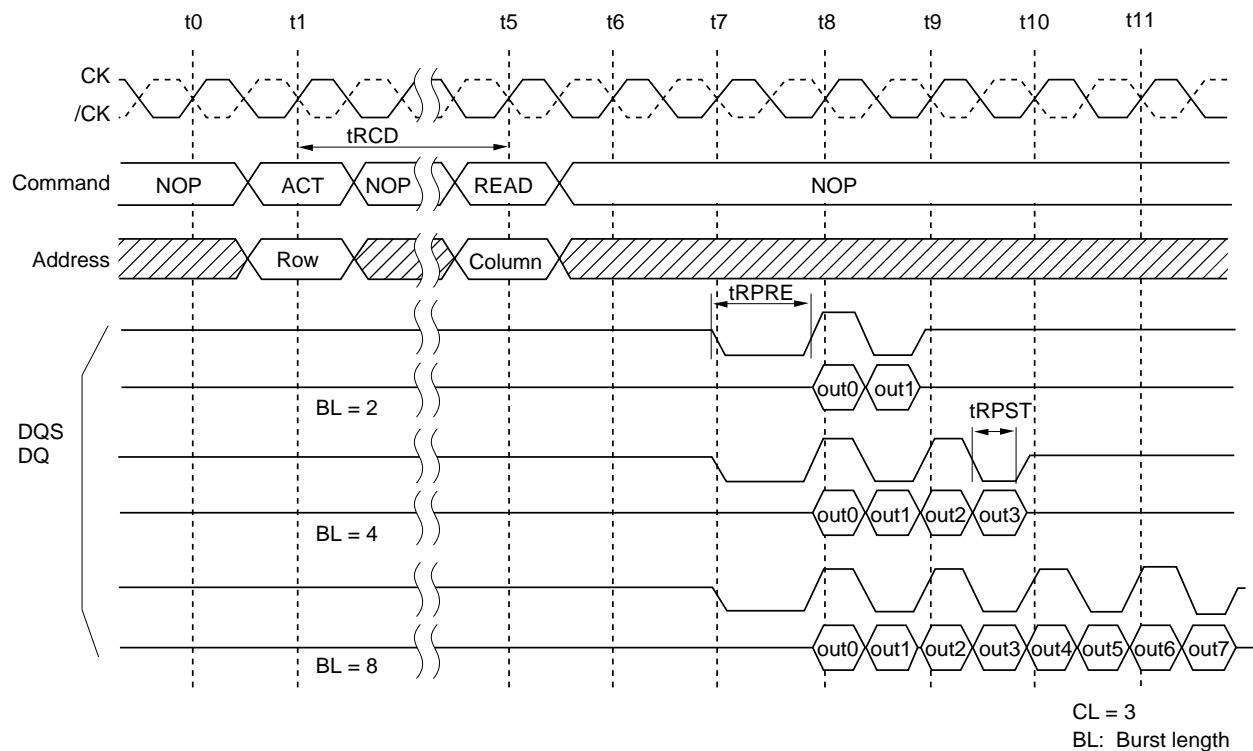 t0 t1 t5 t6 t7 t8 t9 t10 t11
CK
/CK
tRCD
Command NOP ACT NOP READ NOP
Address Row Column
tRPRE
out0 out1
BL = 2
tRPST
DQS
DQ
out0 out1 out2 out3
BL = 4
out0 out1 out2 out3 out4 out5 out6 out7
BL = 8
CL = 3
BL: Burst length